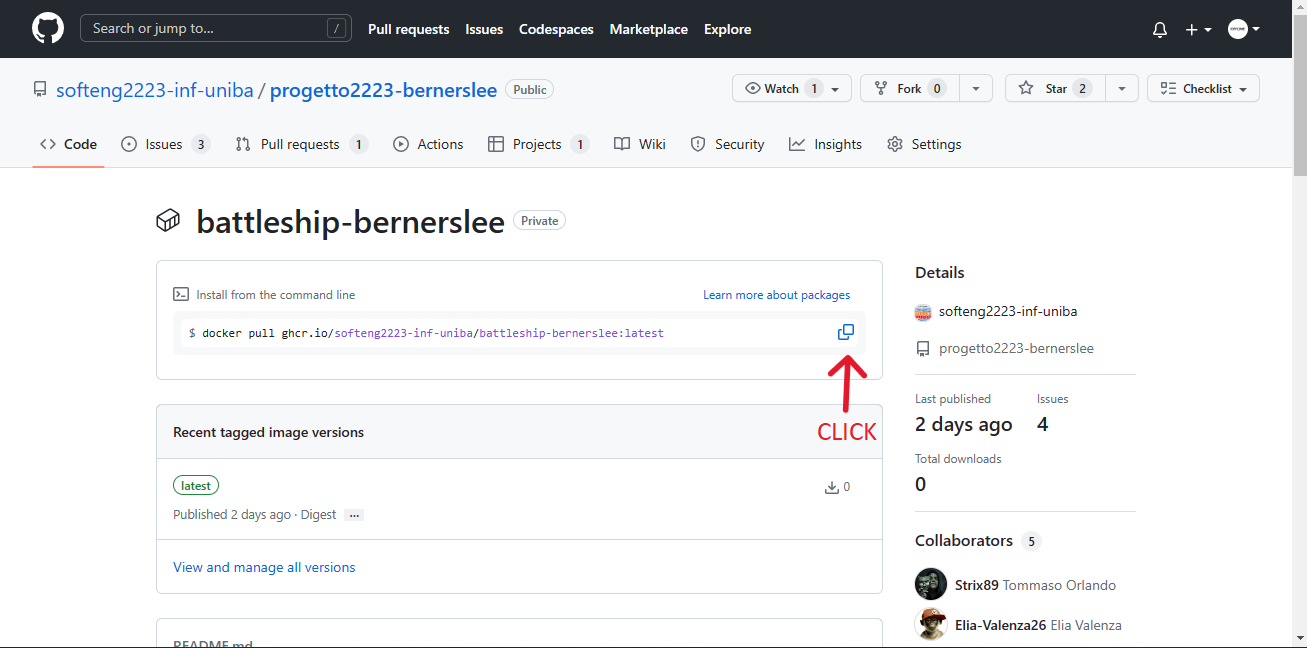 Search or jump to... /
Pull requests Issues Codespaces Marketplace Explore
softeng2223-inf-uniba / progetto2223-bernerslee Public
Watch 1 Fork 0 Star 2 Checklist
Code Issues 3 Pull requests 1 Actions Projects 1 Wiki Security Insights Settings
battleship-bernerslee Private
Install from the command line
Learn more about packages
$ docker pull ghcr.io/softeng2223-inf-uniba/battleship-bernerslee:latest
CLICK
Recent tagged image versions
latest
0
Published 2 days ago · Digest ...
View and manage all versions
README.md
Details
softeng2223-inf-uniba
progetto2223-bernerslee
Last published Issues
2 days ago 4
Total downloads
0
Collaborators 5
Strix89 Tommaso Orlando
Elia-Valenza26 Elia Valenza